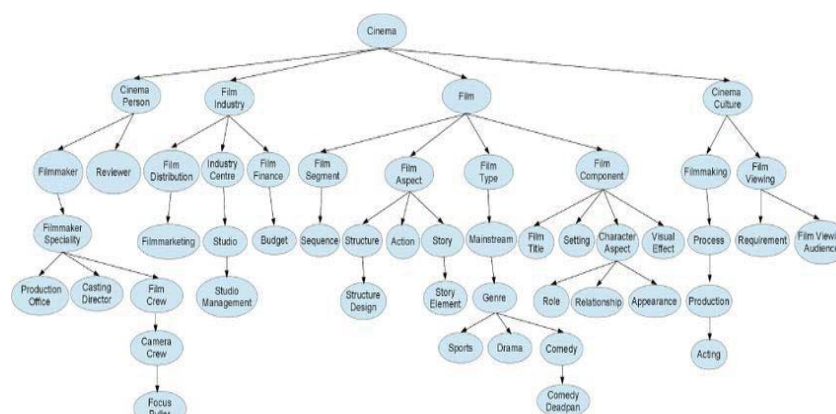 Cinema
Cinema
Person
Film
Industry
Film
Cinema
Culture
Filmmaker
Reviewer
Film
Distribution
Industry
Centre
Film
Finance
Film
Segment
Film
Aspect
Film
Type
Film
Component
Filmmaking
Film
Viewing
Filmmaker
Speciality
Filmmarketing
Studio
Budget
Sequence
Structure
Action
Story
Mainstream
Film
Title
Setting
Character
Aspect
Visual
Effect
Process
Requirement
Film Viewin
Audience
Production
Office
Casting
Director
Film
Crew
Studio
Management
Structure
Design
Story
Element
Genre
Role
Relationship
Appearance
Production
Camera
Crew
Sports
Drama
Comedy
Acting
Focus
Comedy
Deadpan